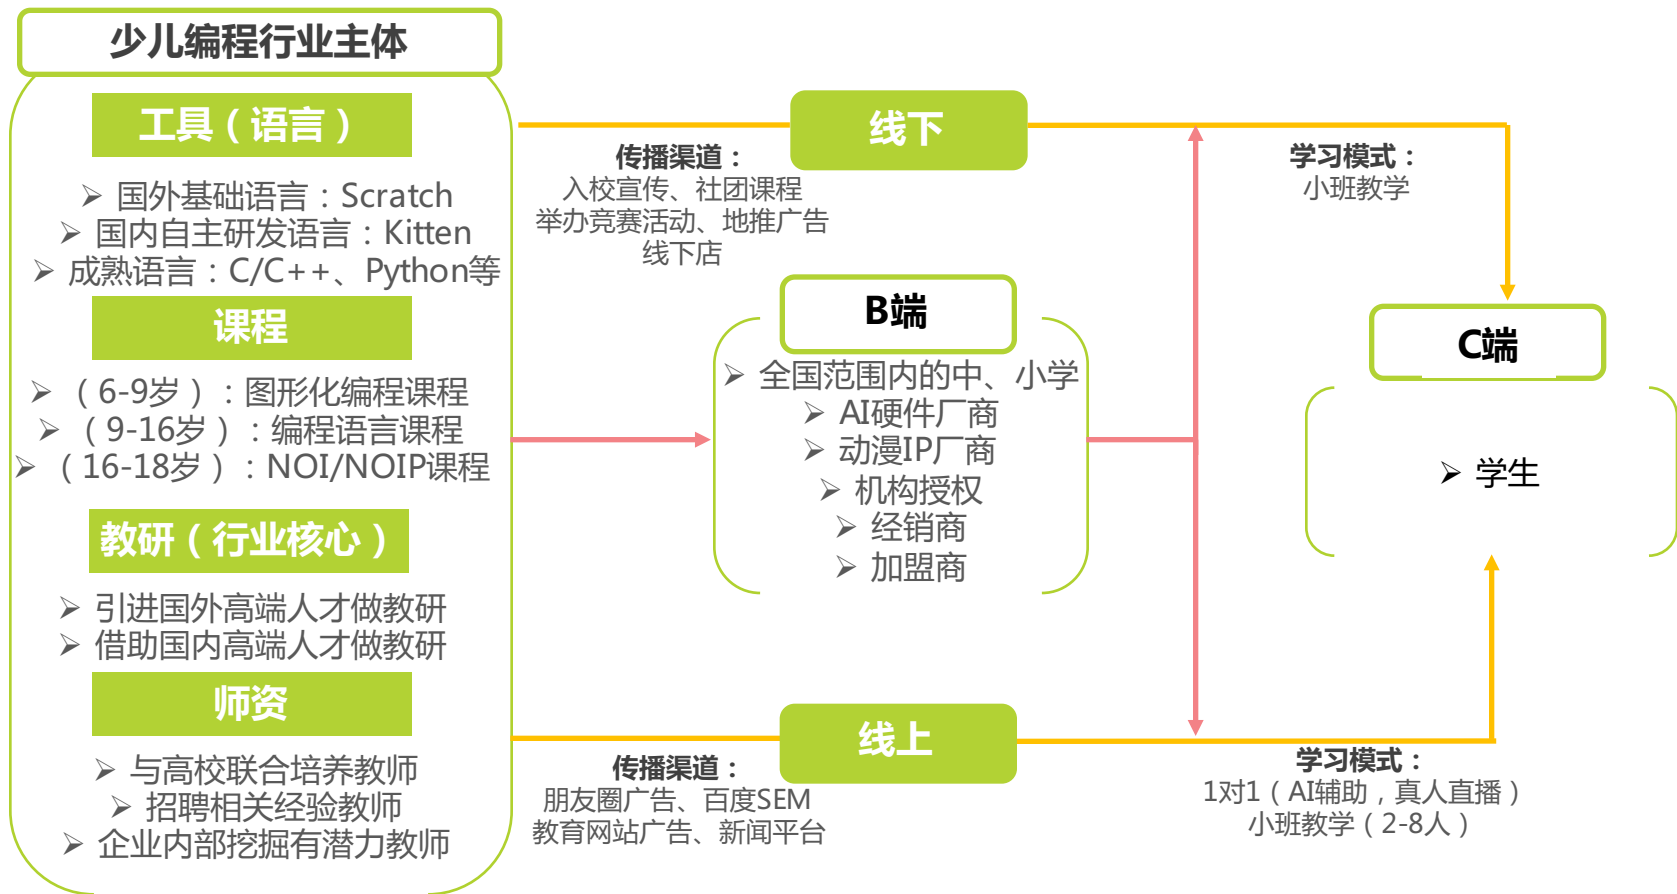 少儿编程行业主体
工具（语言）
➢ 国外基础语言：Scratch
➢ 国内自主研发语言：Kitten
➢ 成熟语言：C/C++、Python等
课程
➢ （6-9岁）：图形化编程课程
➢ （9-16岁）：编程语言课程
➢ （16-18岁）：NOI/NOIP课程
教研（行业核心）
➢ 引进国外高端人才做教研
➢ 借助国内高端人才做教研
师资
➢ 与高校联合培养教师
➢ 招聘相关经验教师
➢ 企业内部挖掘有潜力教师
线下
传播渠道：
入校宣传、社团课程
举办竞赛活动、地推广告
线下店
学习模式：
小班教学
B端
➢ 全国范围内的中、小学
➢ AI硬件厂商
➢ 动漫IP厂商
➢ 机构授权
➢ 经销商
➢ 加盟商
C端
➢ 学生
线上
传播渠道：
朋友圈广告、百度SEM
教育网站广告、新闻平台
学习模式：
1对1（AI辅助，真人直播）
小班教学（2-8人）